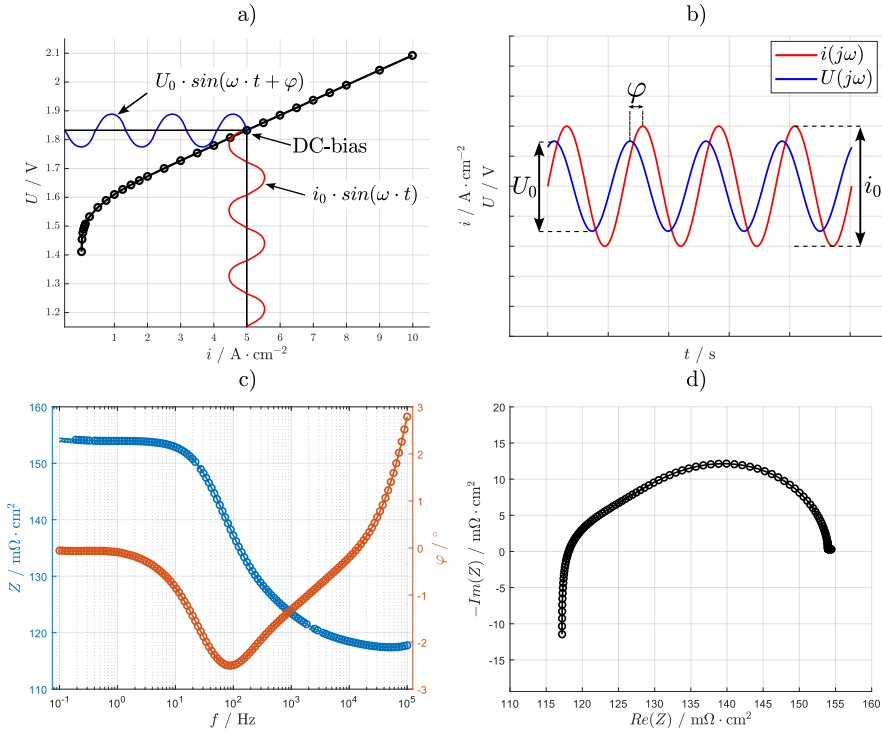 a)
U / V
2.1
2
1.9
1.8
1.7
1.6
1.5
1.4
1.3
1.2
U₀ · sin(ω · t + φ)
DC-bias
i₀ · sin(ω · t)
1 2 3 4 5 6 7 8 9 10
i / A · cm⁻²
b)
i(jω)
U(jω)
φ
U₀
i₀
i / A · cm⁻²
U / V
t / s
c)
Z / mΩ · cm²
160
150
140
130
120
110
3
2
1
0
-1
-2
-3
φ / °
10⁻¹ 10⁰ 10¹ 10² 10³ 10⁴ 10⁵
f / Hz
d)
−Im(Z) / mΩ · cm²
20
15
10
5
0
-5
-10
-15
110 115 120 125 130 135 140 145 150 155 160
Re(Z) / mΩ · cm²